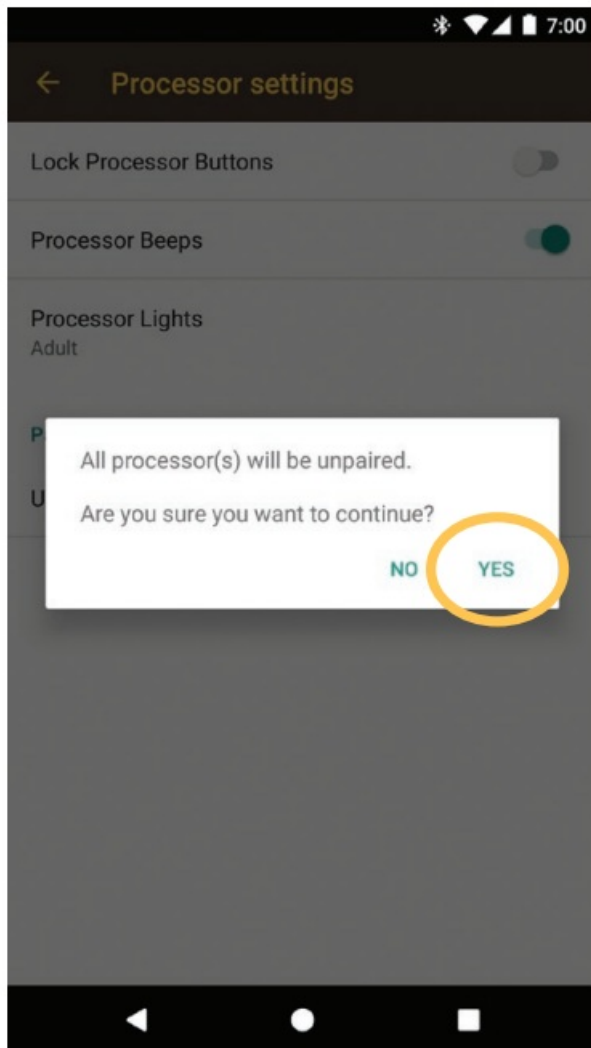 7:00
Processor settings
Lock Processor Buttons
Processor Beeps
Processor Lights
Adult
P
All processor(s) will be unpaired.
U
Are you sure you want to continue?
NO YES